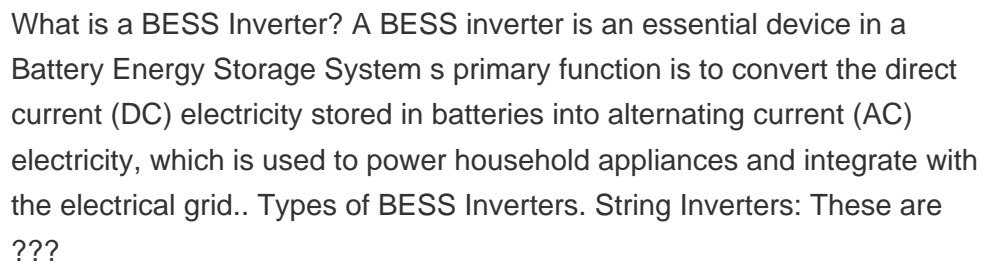 What is a BESS Inverter? A BESS inverter is an essential device in a
Battery Energy Storage System s primary function is to convert the direct
current (DC) electricity stored in batteries into alternating current (AC)
electricity, which is used to power household appliances and integrate with
the electrical grid.. Types of BESS Inverters. String Inverters: These are
???